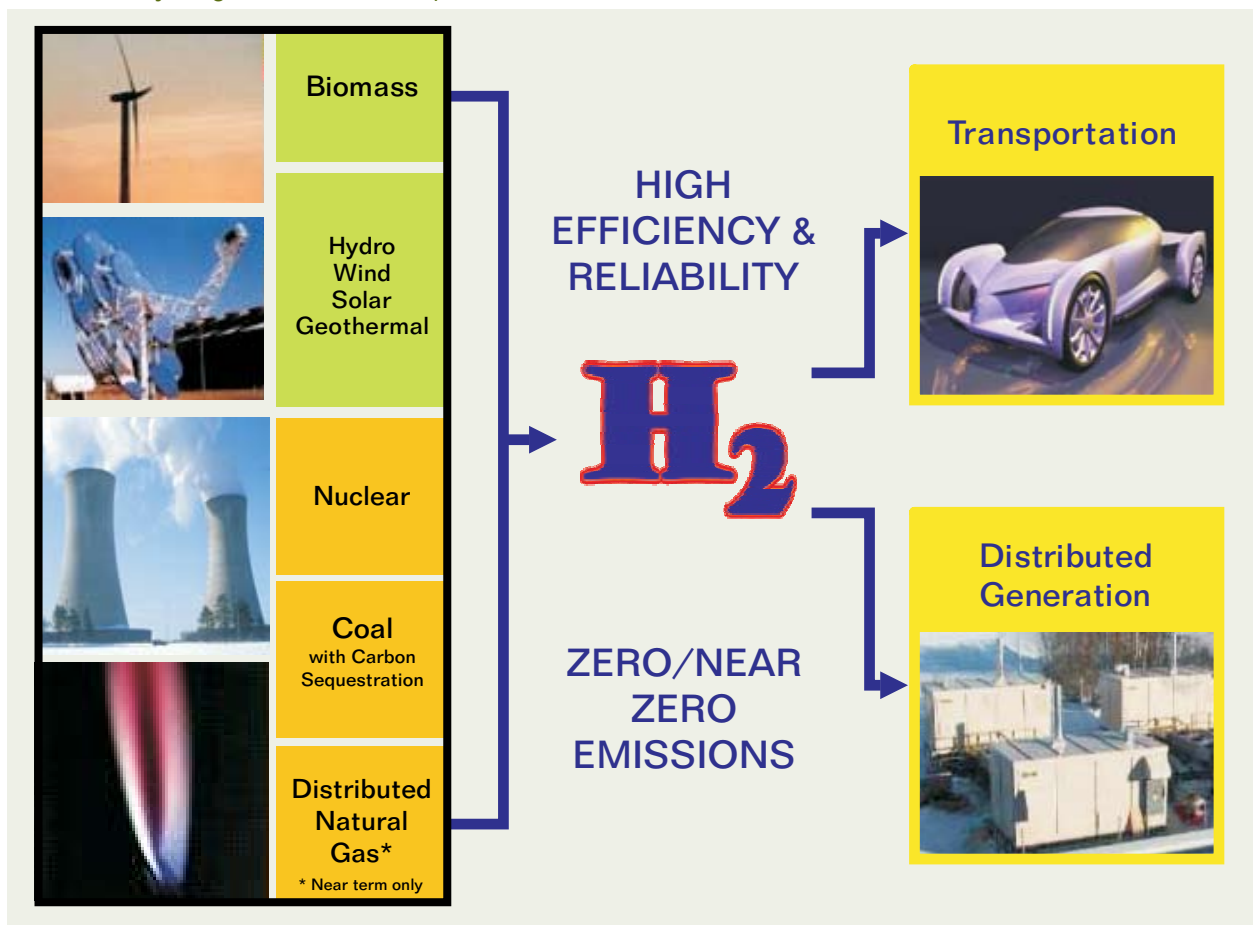 Biomass
Hydro
Wind
Solar
Geothermal
Nuclear
Coal
with Carbon
Sequestration
Distributed
Natural
Gas*
* Near term only
HIGH
EFFICIENCY &
RELIABILITY
H2
ZERO/NEAR
ZERO
EMISSIONS
Transportation
Distributed
Generation